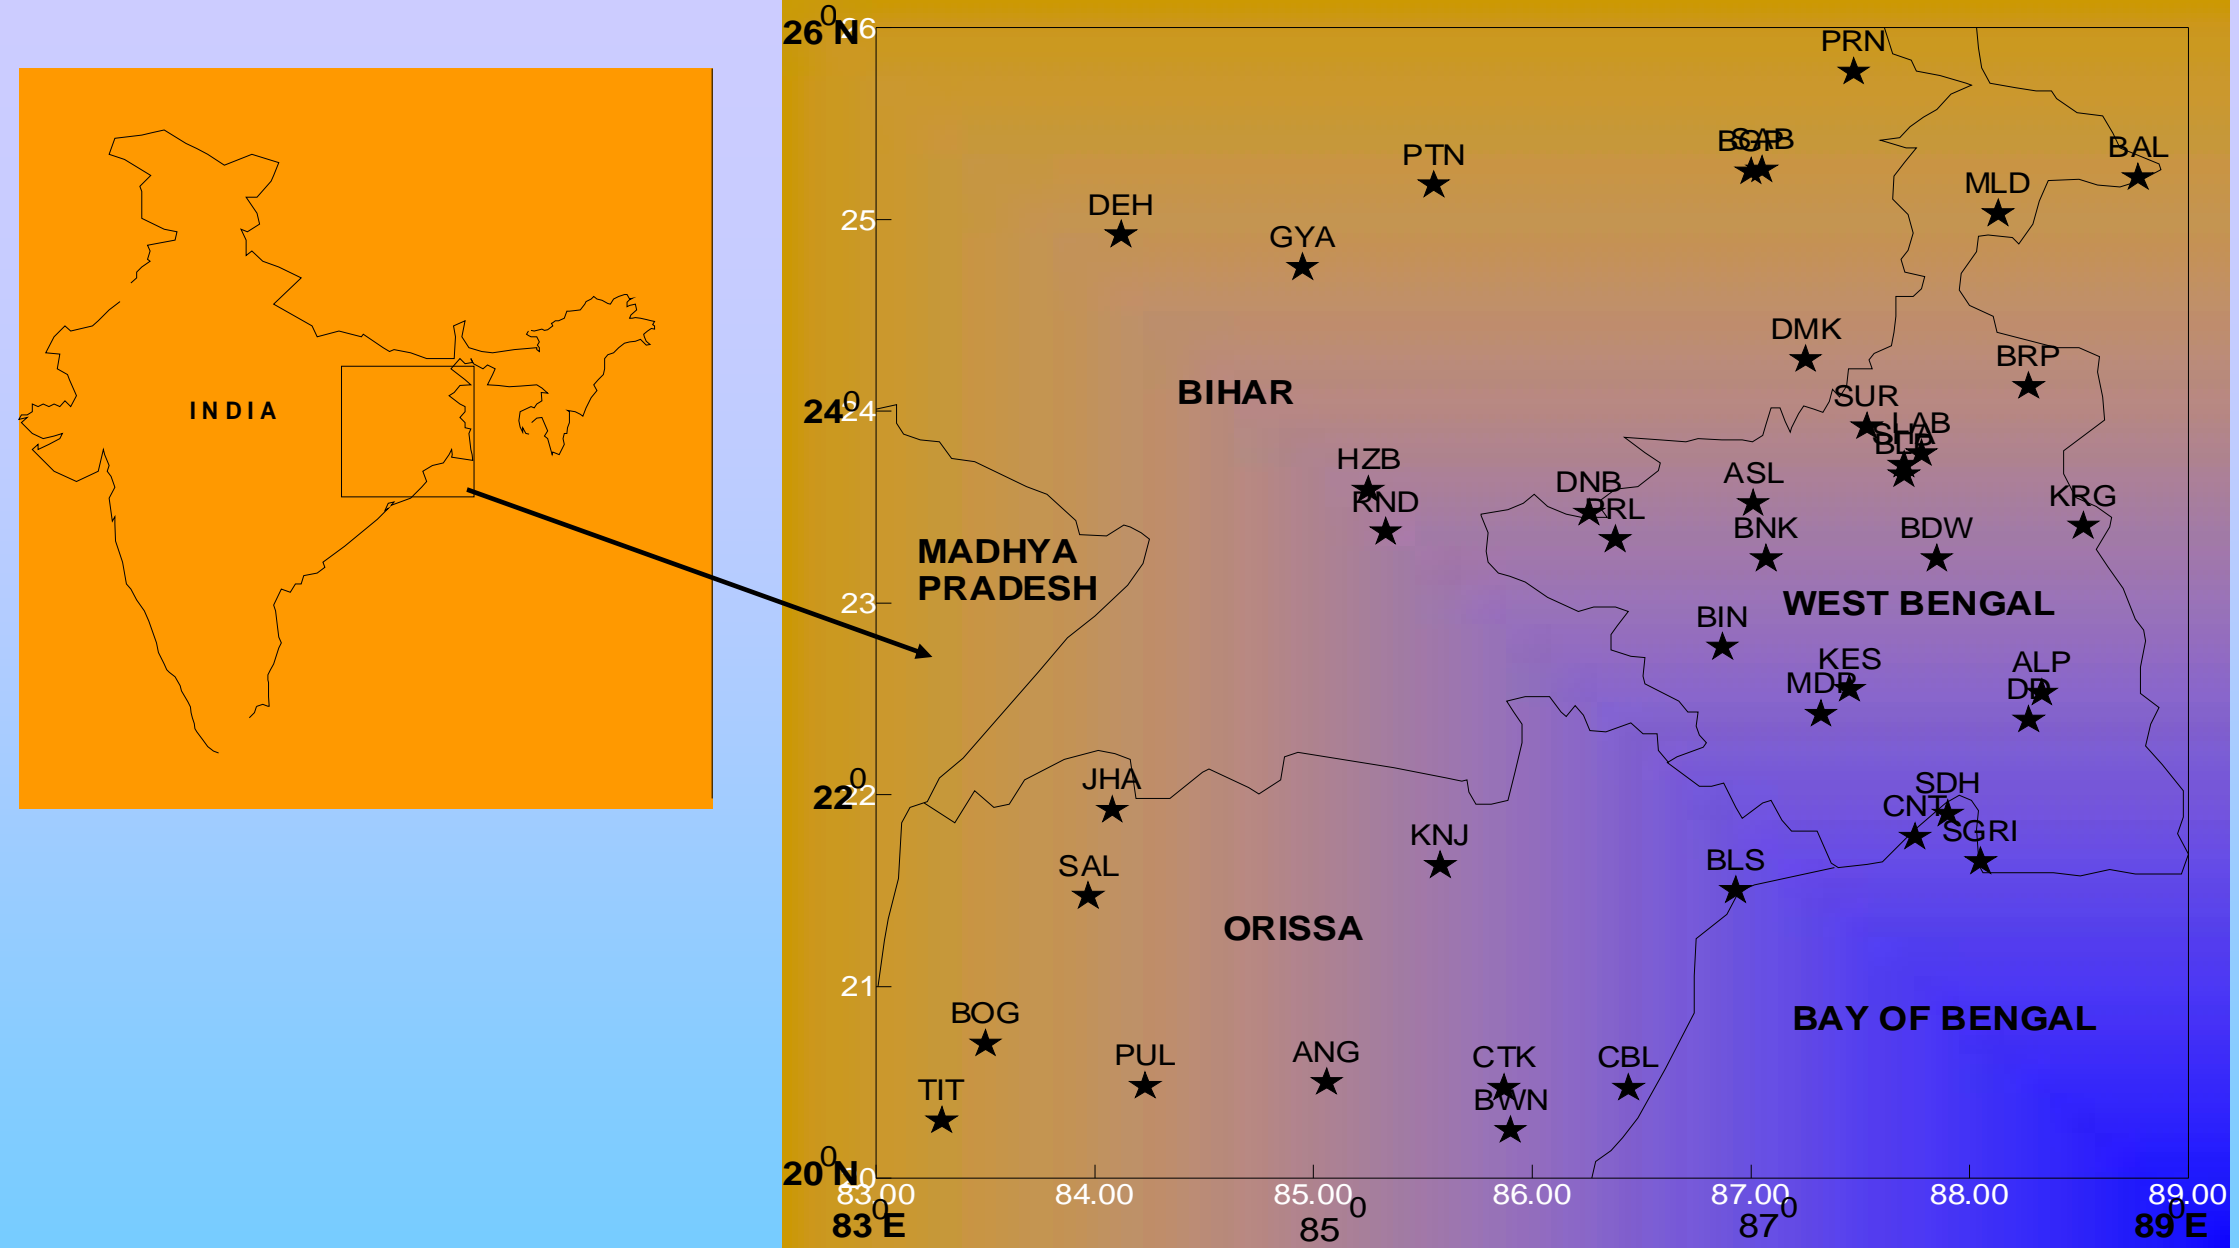 INDIA
26⁰N
26
PRN
BGP SAB
BAL
PTN
MLD
DEH
25
GYA
DMK
BRP
BIHAR
SUR
24⁰
24
LAB
SHA
HZB
ASL
DNB
RND
KRG
PRL
BNK
BDW
MADHYA
PRADESH
23
WEST BENGAL
BIN
KES
ALP
MDP
DD
JHA
22⁰
22
SDH
CNT
SGRI
KNJ
BLS
SAL
ORISSA
21
BOG
BAY OF BENGAL
PUL
ANG
CTK
CBL
TIT
BWN
20⁰N
20
83.00
84.00
85.00
86.00
87.00
88.00
89.00
83⁰E
85⁰
87⁰
89⁰E